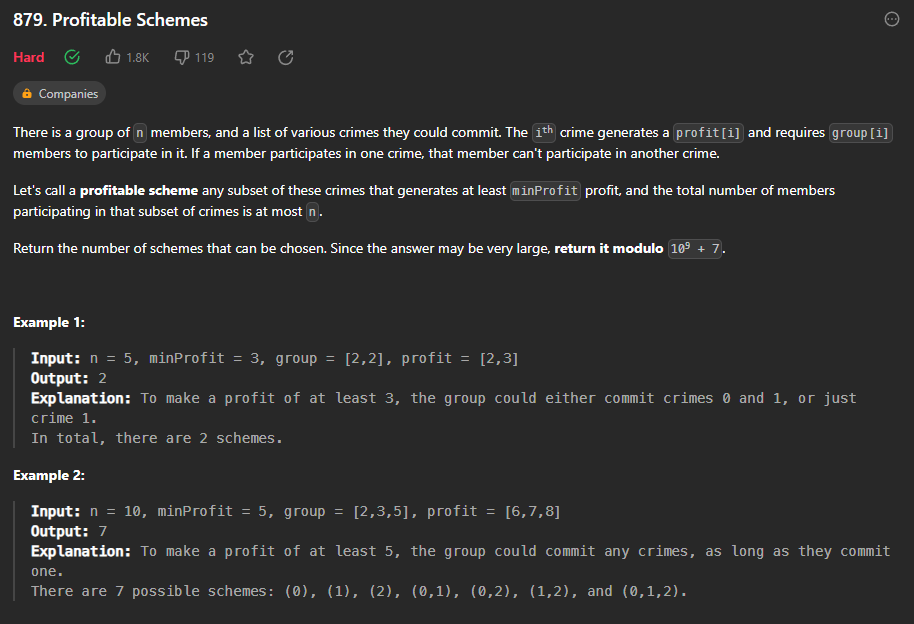 879. Profitable Schemes
Hard 1.8K 119
Companies
There is a group of n members, and a list of various crimes they could commit. The iᵗʰ crime generates a profit[i] and requires group[i]
members to participate in it. If a member participates in one crime, that member can't participate in another crime.
Let's call a profitable scheme any subset of these crimes that generates at least minProfit profit, and the total number of members
participating in that subset of crimes is at most n.
Return the number of schemes that can be chosen. Since the answer may be very large, return it modulo 10⁹ + 7.
Example 1:
Input: n = 5, minProfit = 3, group = [2,2], profit = [2,3]
Output: 2
Explanation: To make a profit of at least 3, the group could either commit crimes 0 and 1, or just
crime 1.
In total, there are 2 schemes.
Example 2:
Input: n = 10, minProfit = 5, group = [2,3,5], profit = [6,7,8]
Output: 7
Explanation: To make a profit of at least 5, the group could commit any crimes, as long as they commit
one.
There are 7 possible schemes: (0), (1), (2), (0,1), (0,2), (1,2), and (0,1,2).